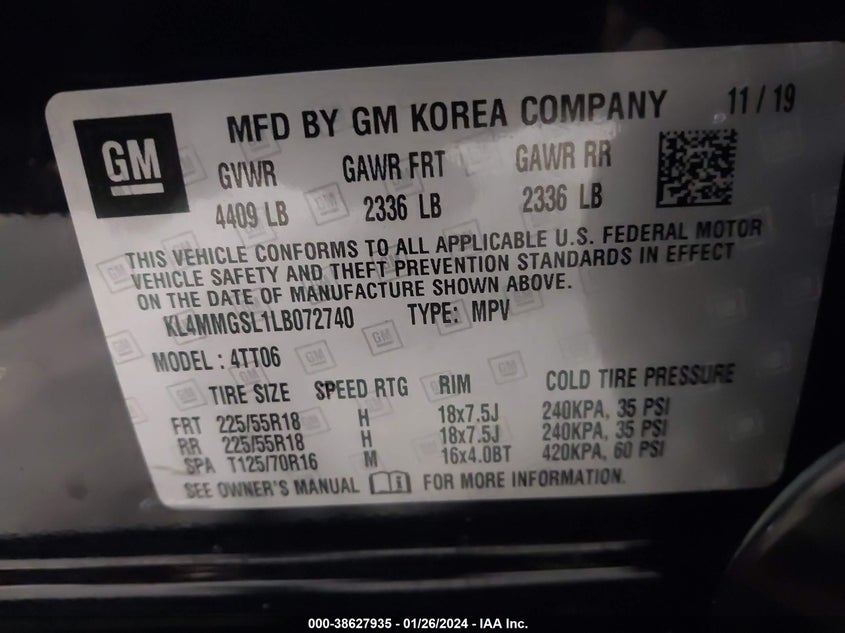 GM
MFD BY GM KOREA COMPANY 11 / 19
GVWR GAWR FRT GAWR RR
4409 LB 2336 LB 2336 LB
THIS VEHICLE CONFORMS TO ALL APPLICABLE U.S. FEDERAL MOTOR
VEHICLE SAFETY AND THEFT PREVENTION STANDARDS IN EFFECT
ON THE DATE OF MANUFACTURE SHOWN ABOVE.
KL4MMGSL1LB072740 TYPE: MPV
MODEL: 4TT06
TIRE SIZE SPEED RTG RIM COLD TIRE PRESSURE
FRT 225/55R18 H 18x7.5J 240KPA, 35 PSI
RR 225/55R18 H 18x7.5J 240KPA, 35 PSI
SPA T125/70R16 M 16x4.0BT 420KPA, 60 PSI
SEE OWNER'S MANUAL i FOR MORE INFORMATION.
000-38627935 - 01/26/2024 - IAA Inc.